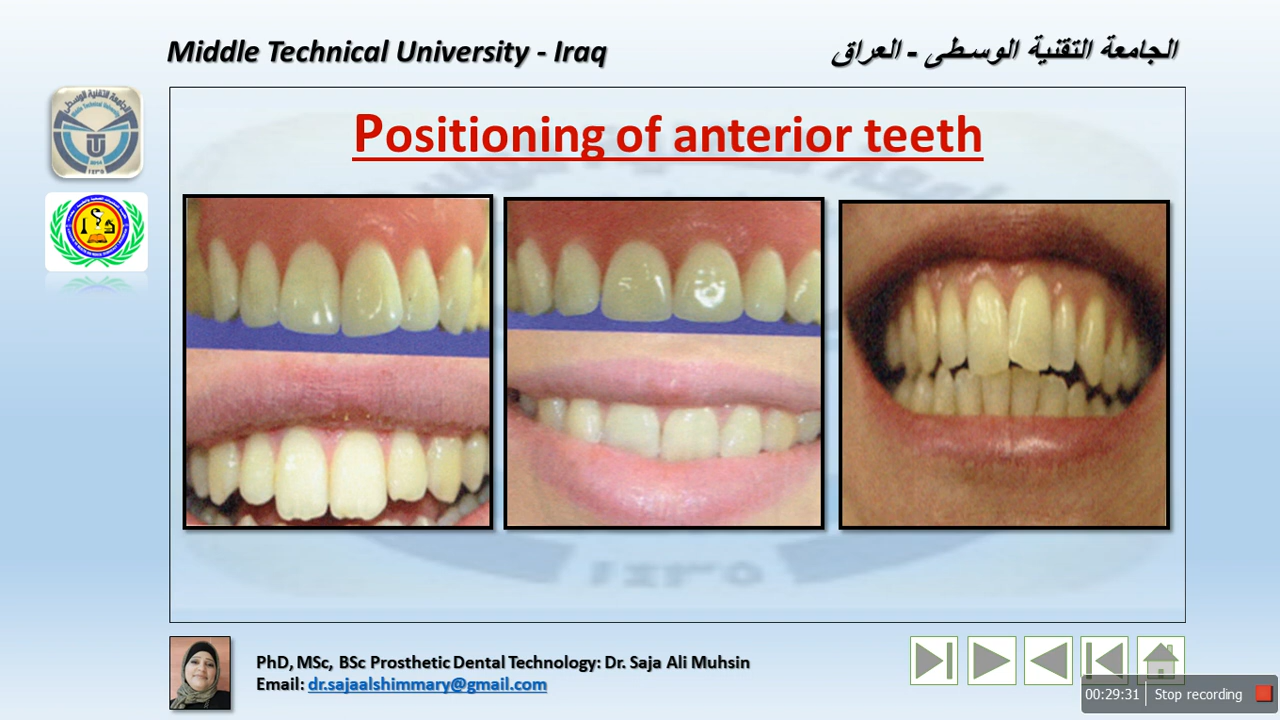 Middle Technical University - Iraq
الجامعة التقنية الوسطى - العراق
Positioning of anterior teeth
PhD, MSc, BSc Prosthetic Dental Technology: Dr. Saja Ali Muhsin
Email: dr.sajaalshimmary@gmail.com
00:29:31 Stop recording